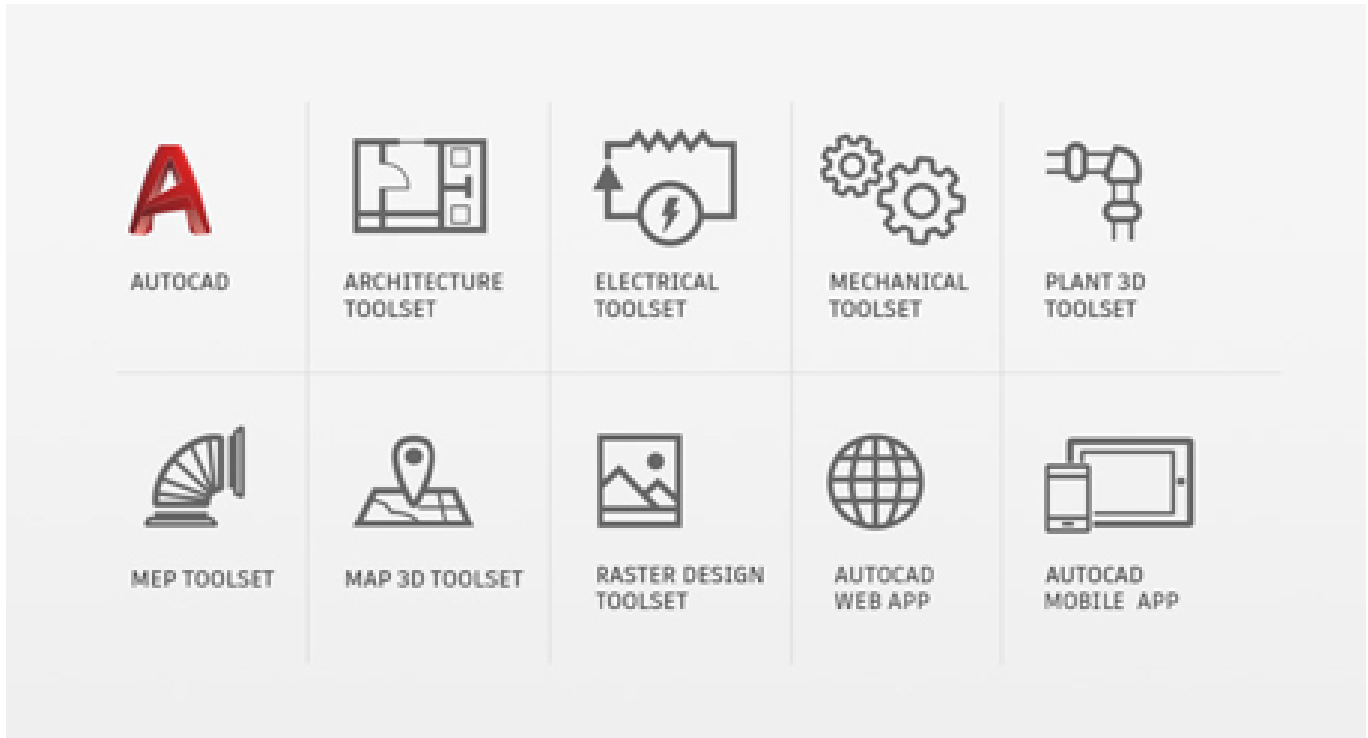 AUTOCAD
ARCHITECTURE
TOOLSET
ELECTRICAL
TOOLSET
MECHANICAL
TOOLSET
PLANT 3D
TOOLSET
MEP TOOLSET
MAP 3D TOOLSET
RASTER DESIGN
TOOLSET
AUTOCAD
WEB APP
AUTOCAD
MOBILE APP